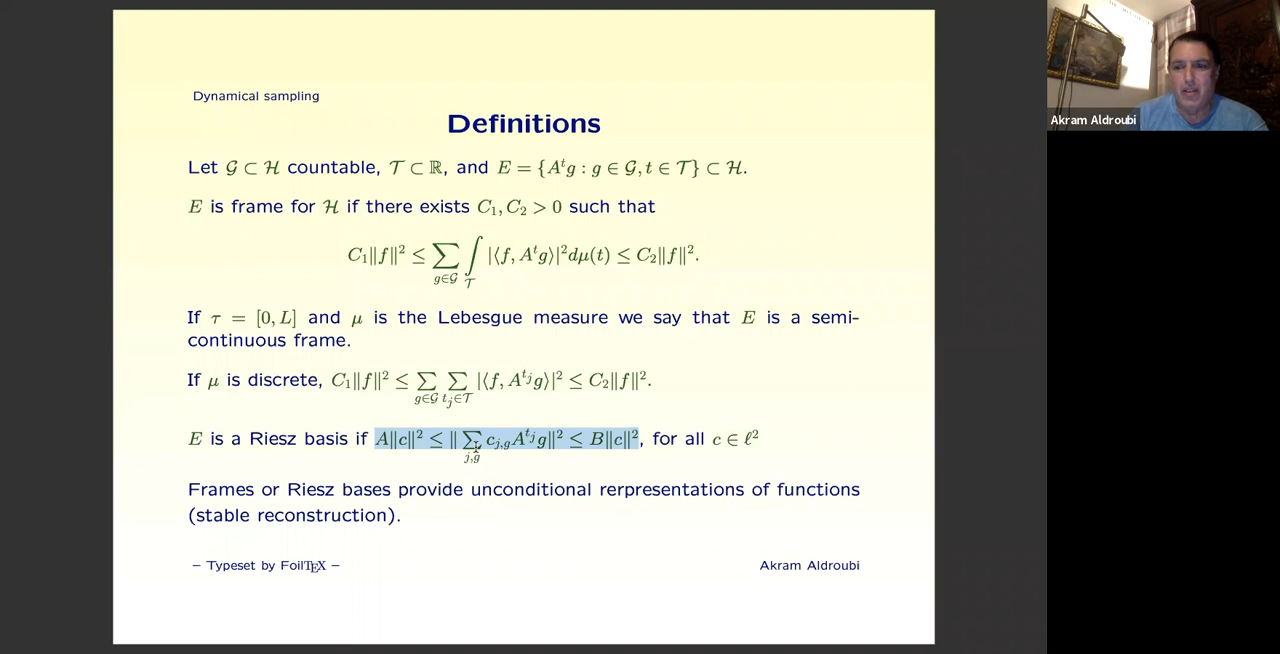 Dynamical sampling
Definitions
Let 𝒢 ⊂ ℋ countable, 𝒯 ⊂ ℝ, and E = {Aᵗg : g ∈ 𝒢, t ∈ 𝒯} ⊂ ℋ.
E is frame for ℋ if there exists C₁, C₂ > 0 such that
C₁‖f‖² ≤ ∑_{g∈𝒢} ∫_𝒯 |⟨f, Aᵗg⟩|²dμ(t) ≤ C₂‖f‖².
If τ = [0, L] and μ is the Lebesgue measure we say that E is a semi-
continuous frame.
If μ is discrete, C₁‖f‖² ≤ ∑_{g∈𝒢} ∑_{t_j∈𝒯} |⟨f, A^{t_j}g⟩|² ≤ C₂‖f‖².
E is a Riesz basis if A‖c‖² ≤ ‖ ∑_{j,g} c_{j,g}A^{t_j}g‖² ≤ B‖c‖², for all c ∈ ℓ²
Frames or Riesz bases provide unconditional rerpresentations of functions
(stable reconstruction).
– Typeset by FoilTEX –
Akram Aldroubi
Akram Aldroubi